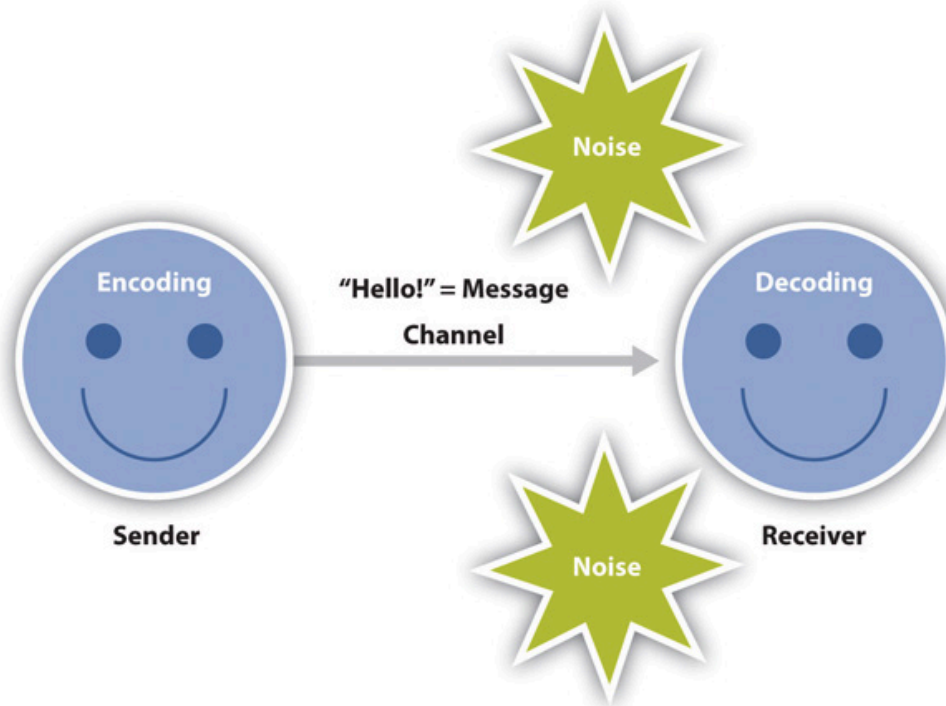 Noise
Encoding
“Hello!” = Message
Channel
Decoding
Sender
Receiver
Noise